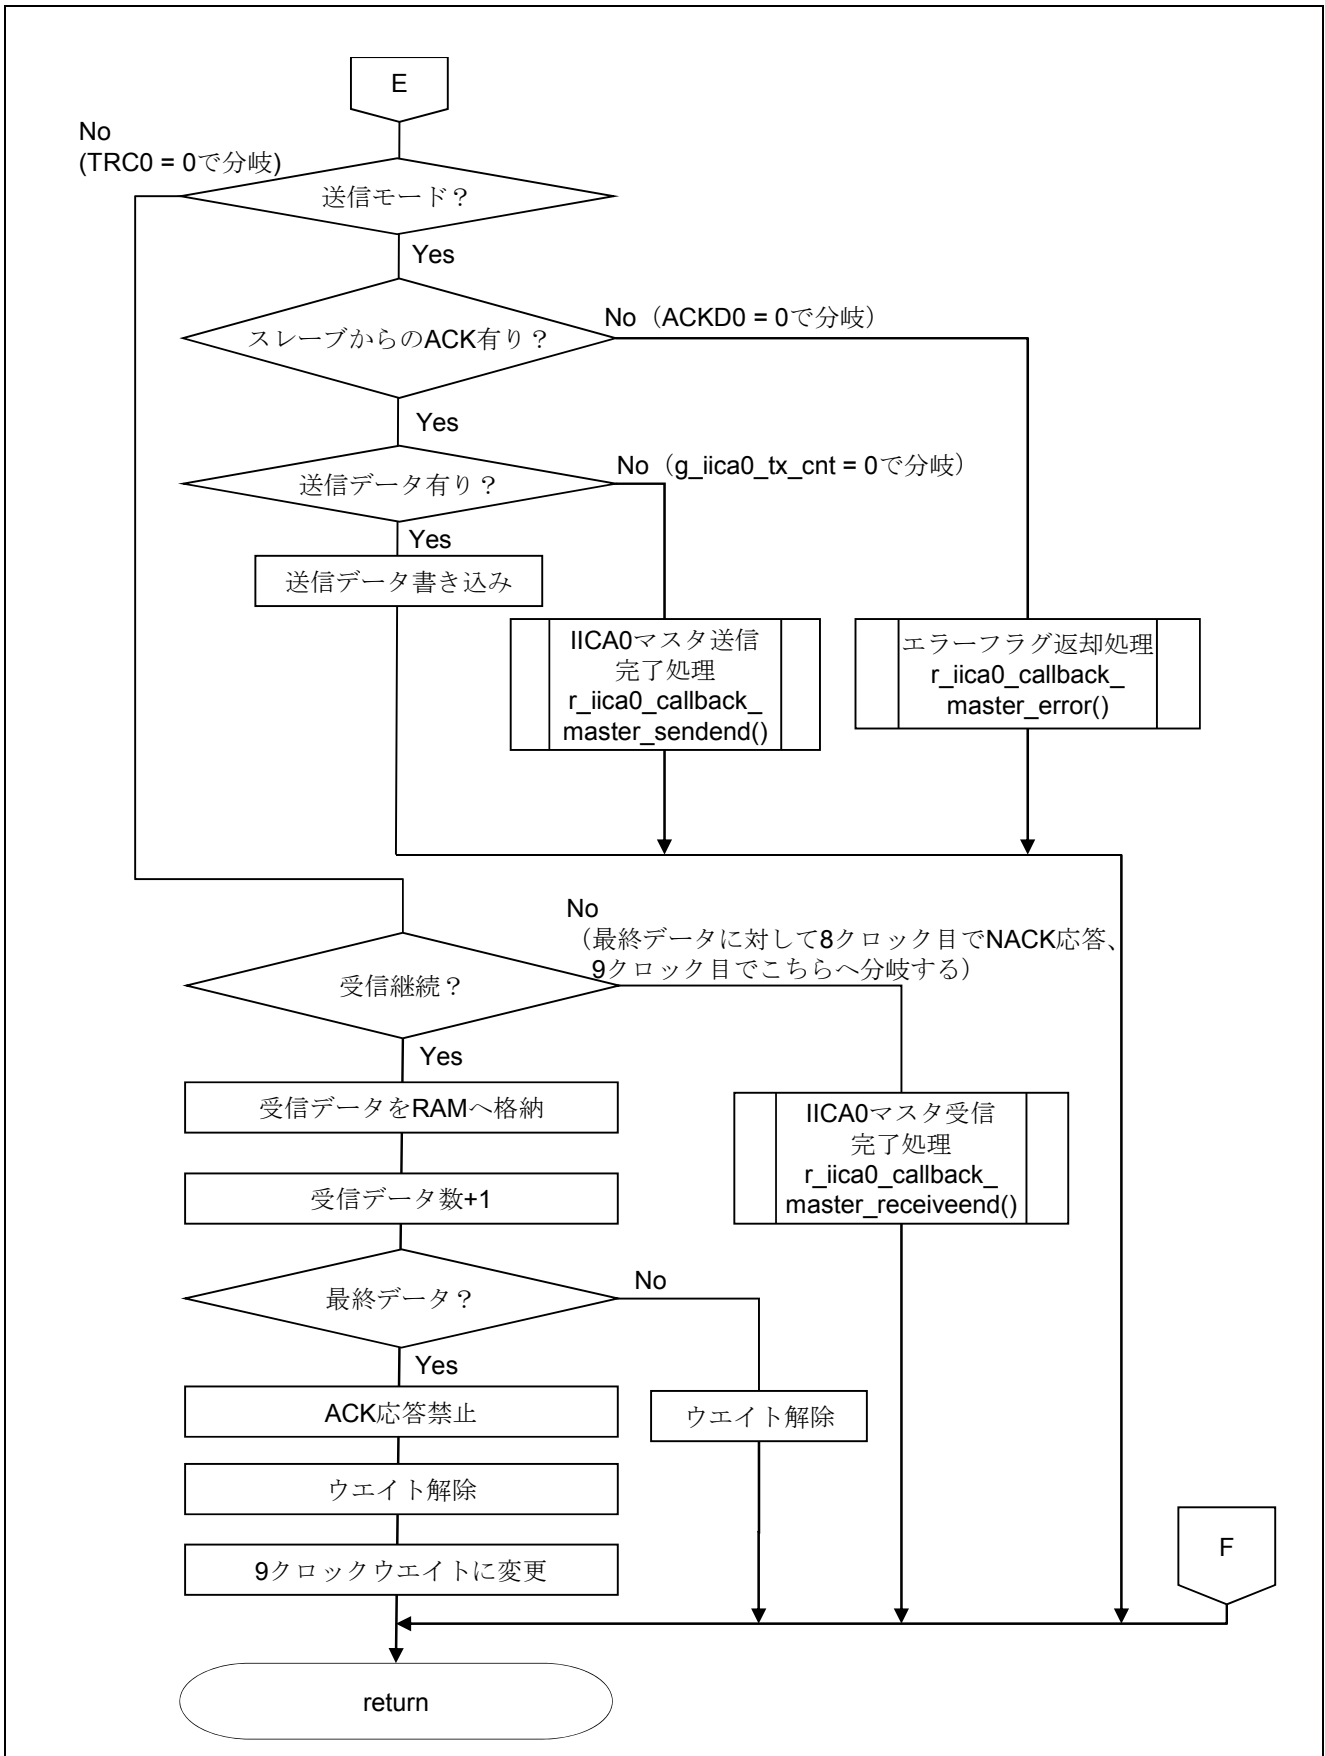 E
No
(TRC0 = 0で分岐)
送信モード？
Yes
スレーブからのACK有り？
No（ACKD0 = 0で分岐）
Yes
送信データ有り？
No（g_iica0_tx_cnt = 0で分岐）
Yes
送信データ書き込み
IICA0マスタ送信
完了処理
r_iica0_callback_
master_sendend()
エラーフラグ返却処理
r_iica0_callback_
master_error()
No
（最終データに対して8クロック目でNACK応答、
9クロック目でこちらへ分岐する）
受信継続？
Yes
受信データをRAMへ格納
IICA0マスタ受信
完了処理
r_iica0_callback_
master_receiveend()
受信データ数+1
最終データ？
No
Yes
ACK応答禁止
ウエイト解除
ウエイト解除
9クロックウエイトに変更
F
return